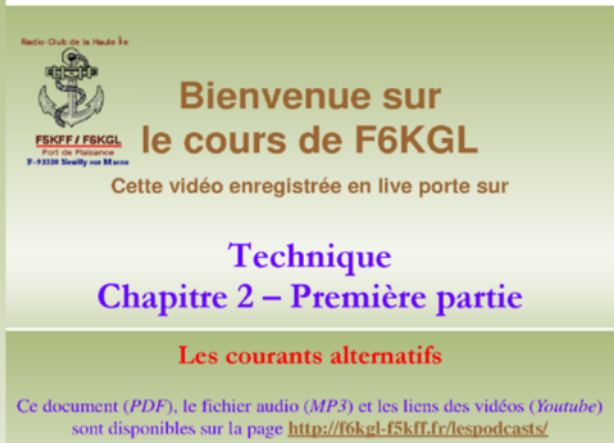 Radio-Club de la Haute Île
F5KFF / F6KGL
Port de Plaisance
F-93330 Neuilly sur Marne
Bienvenue sur
le cours de F6KGL
Cette vidéo enregistrée en live porte sur
Technique
Chapitre 2 – Première partie
Les courants alternatifs
Ce document (PDF), le fichier audio (MP3) et les liens des vidéos (Youtube)
sont disponibles sur la page http://f6kgl-f5kff.fr/lespodcasts/